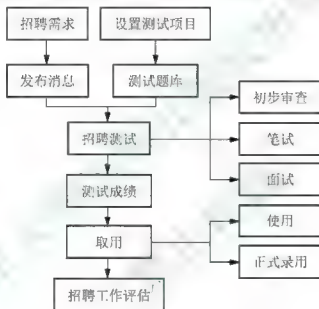 招聘需求
设置测试项目
发布消息
测试题库
初步审查
招聘测试
笔试
面试
测试成绩
使用
取用
正式录用
招聘工作评估